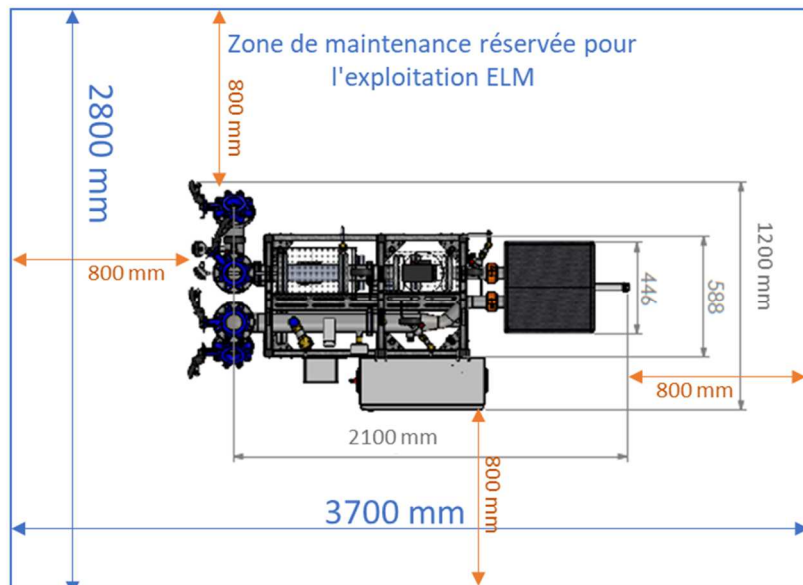 Zone de maintenance réservée pour
l'exploitation ELM
2800 mm
800 mm
800 mm
1200 mm
446
588
800 mm
2100 mm
800 mm
3700 mm